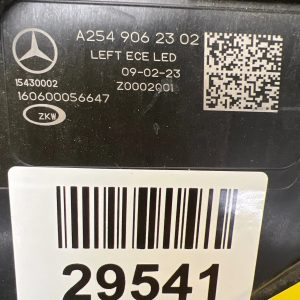 A254 906 23 02
LEFT ECE LED
09-02-23
15430002
Z0002001
160600056647
ZKW
29541